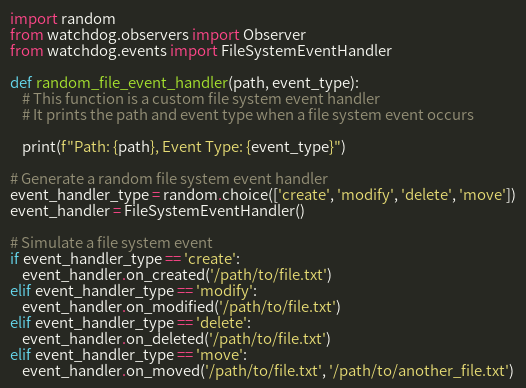 import random
from watchdog.observers import Observer
from watchdog.events import FileSystemEventHandler

def random_file_event_handler(path, event_type):
    # This function is a custom file system event handler
    # It prints the path and event type when a file system event occurs

    print(f"Path: {path}, Event Type: {event_type}")

# Generate a random file system event handler
event_handler_type = random.choice(['create', 'modify', 'delete', 'move'])
event_handler = FileSystemEventHandler()

# Simulate a file system event
if event_handler_type == 'create':
    event_handler.on_created('/path/to/file.txt')
elif event_handler_type == 'modify':
    event_handler.on_modified('/path/to/file.txt')
elif event_handler_type == 'delete':
    event_handler.on_deleted('/path/to/file.txt')
elif event_handler_type == 'move':
    event_handler.on_moved('/path/to/file.txt', '/path/to/another_file.txt')